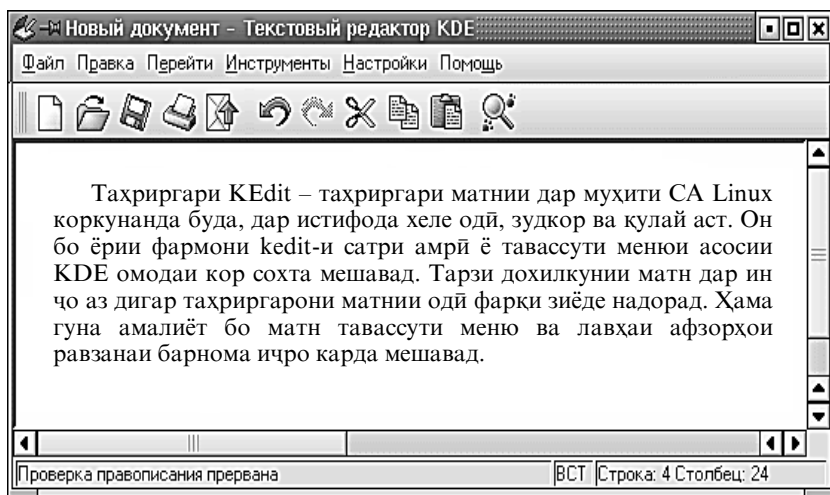 Новый документ – Текстовый редактор KDE
Файл Правка Перейти Инструменты Настройки Помощь
Таҳриргари KEdit – таҳриргари матнии дар муҳити СА Linux
коркунанда буда, дар истифода хеле одӣ, зудкор ва қулай аст. Он
бо ёрии фармони kedit-и сатри амрӣ ё тавассути менюи асосии
KDE омодаи кор сохта мешавад. Тарзи дохилкунии матн дар ин
ҷо аз дигар таҳриргарони матнии одӣ фарқи зиёде надорад. Ҳама
гуна амалиёт бо матн тавассути меню ва лавҳаи афзорҳои
равзанаи барнома иҷро карда мешавад.
Проверка правописания прервана ВСТ Строка: 4 Столбец: 24